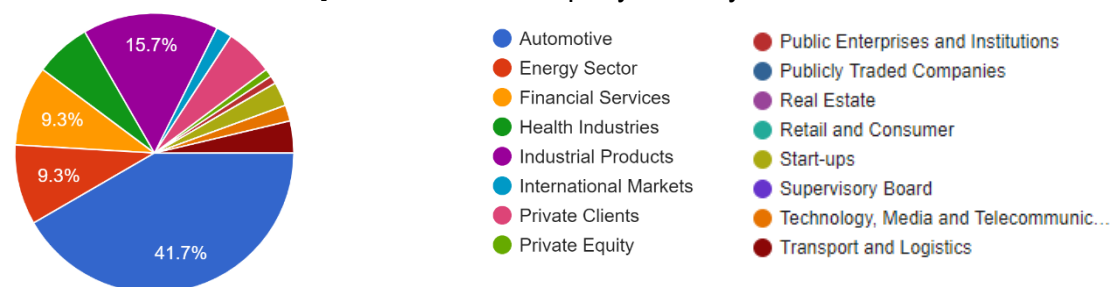 15.7%
9.3%
9.3%
41.7%
Automotive
Energy Sector
Financial Services
Health Industries
Industrial Products
International Markets
Private Clients
Private Equity
Public Enterprises and Institutions
Publicly Traded Companies
Real Estate
Retail and Consumer
Start-ups
Supervisory Board
Technology, Media and Telecommunic...
Transport and Logistics